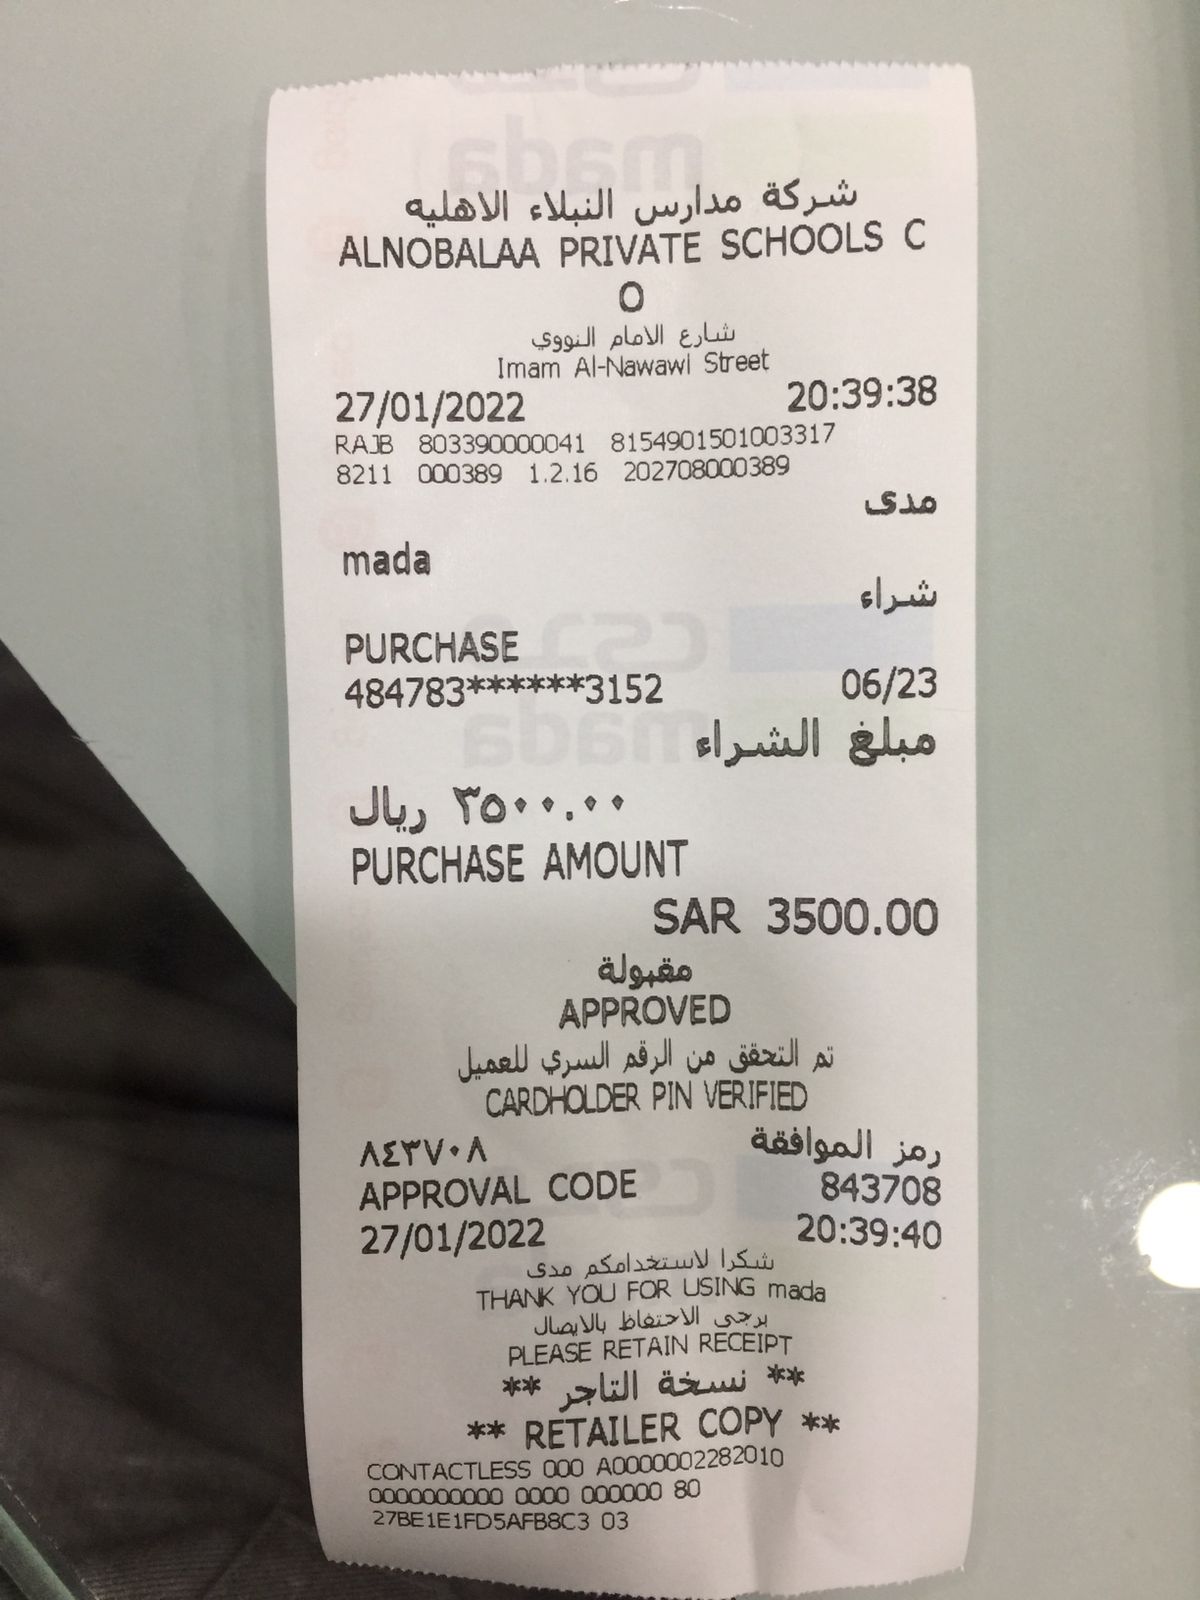 شركة مدارس النبلاء الاهليه
ALNOBALAA PRIVATE SCHOOLS C
O
شارع الامام النووي
Imam Al-Nawawi Street
27/01/2022 20:39:38
RAJB 803390000041 8154901501003317
8211 000389 1.2.16 202708000389
مدى
mada
شراء
PURCHASE
484783******3152 06/23
مبلغ الشراء
٣٥٠٠.٠٠ ريال
PURCHASE AMOUNT
SAR 3500.00
مقبولة
APPROVED
تم التحقق من الرقم السري للعميل
CARDHOLDER PIN VERIFIED
رمز الموافقة ٨٤٣٧٠٨
APPROVAL CODE 843708
27/01/2022 20:39:40
شكرا لاستخدامكم مدى
THANK YOU FOR USING mada
يرجى الاحتفاظ بالايصال
PLEASE RETAIN RECEIPT
** نسخة التاجر **
** RETAILER COPY **
CONTACTLESS 000 A0000002282010
0000000000 0000 000000 80
27BE1E1FD5AFB8C3 03